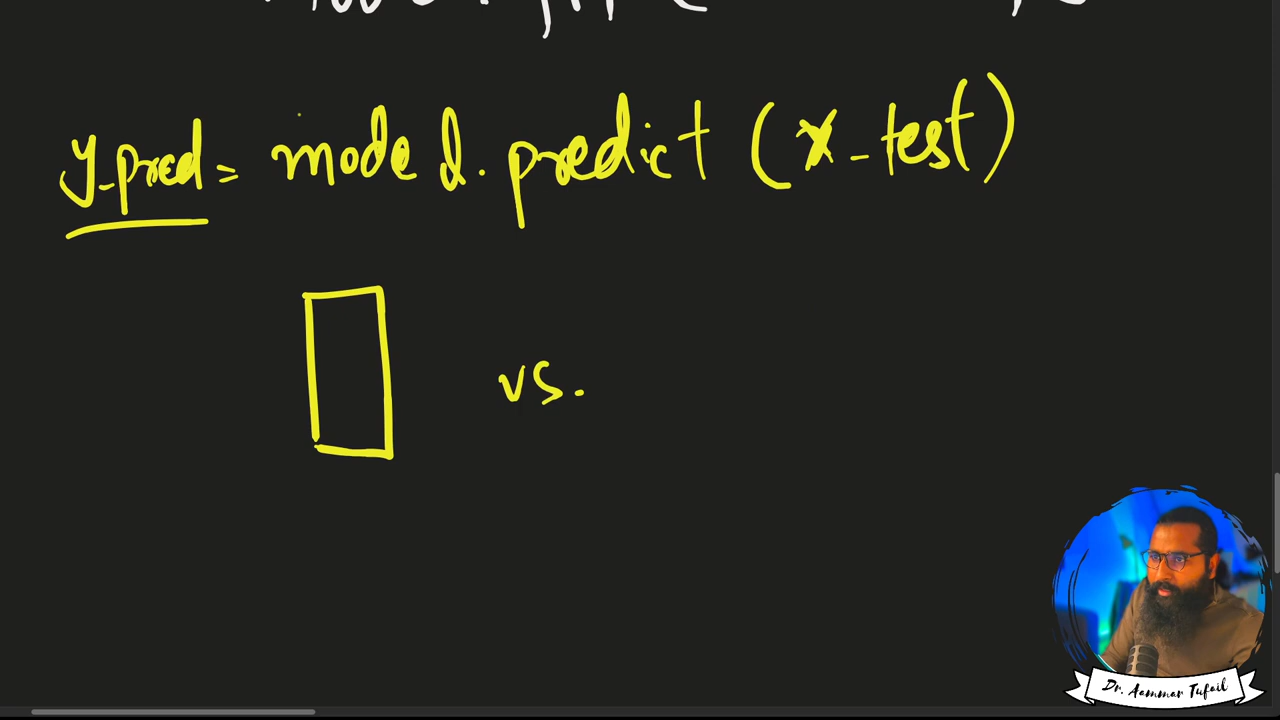 y_pred = model.predict (x_test)
vs.
Dr. Aammar Tufail